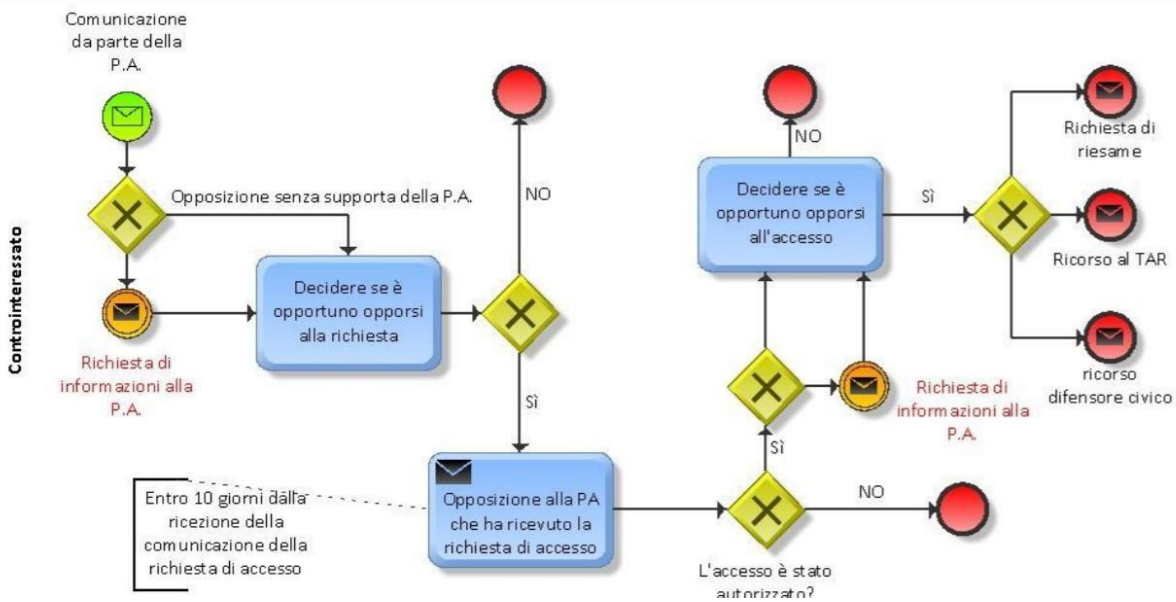 Comunicazione
da parte della
P.A.
Controinteressato
Opposizione senza supporta della P.A.
Richiesta di
informazioni alla
P.A.
Decidere se è
opportuno opporsi
alla richiesta
NO
Sì
Entro 10 giorni dalla
ricezione della
comunicazione della
richiesta di accesso
Opposizione alla PA
che ha ricevuto la
richiesta di accesso
L'accesso è stato
autorizzato?
NO
Sì
Richiesta di
informazioni alla
P.A.
Decidere se è
opportuno opporsi
all'accesso
NO
Sì
Richiesta di
riesame
Ricorso al TAR
ricorso
difensore civico